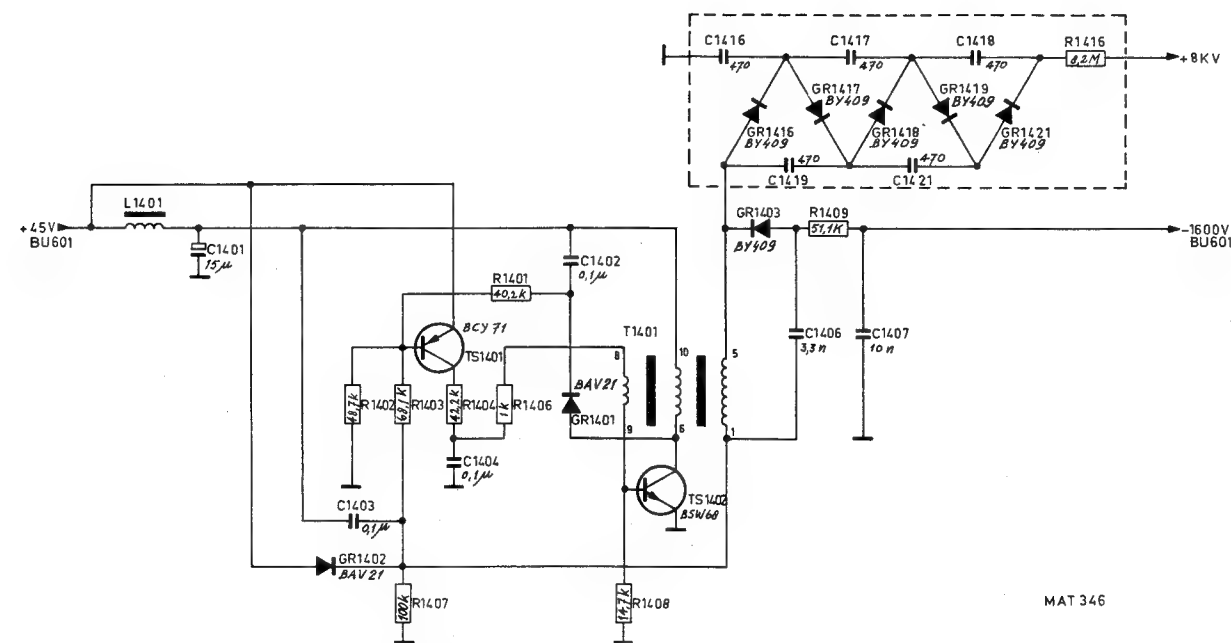 C1416
470
C1417
470
C1418
470
R1416
8,2M
+8KV
GR1416
BY409
GR1417
BY409
GR1418
BY409
GR1419
BY409
GR1421
BY409
470
C1419
470
C1421
+45V
BU601
L1401
C1401
15µ
C1402
0,1µ
R1401
40,2K
GR1403
BY409
R1409
51,1K
-1600V
BU601
C1406
3,3n
C1407
10n
BCY71
TS1401
T1401
8
10
5
BAV21
GR1401
9
6
1
48,7K
R1402
68,1K
R1403
42,2K
R1404
1K
R1406
C1404
0,1µ
C1403
0,1µ
TS1402
BSW68
GR1402
BAV21
100K
R1407
14,7K
R1408
MAT 346